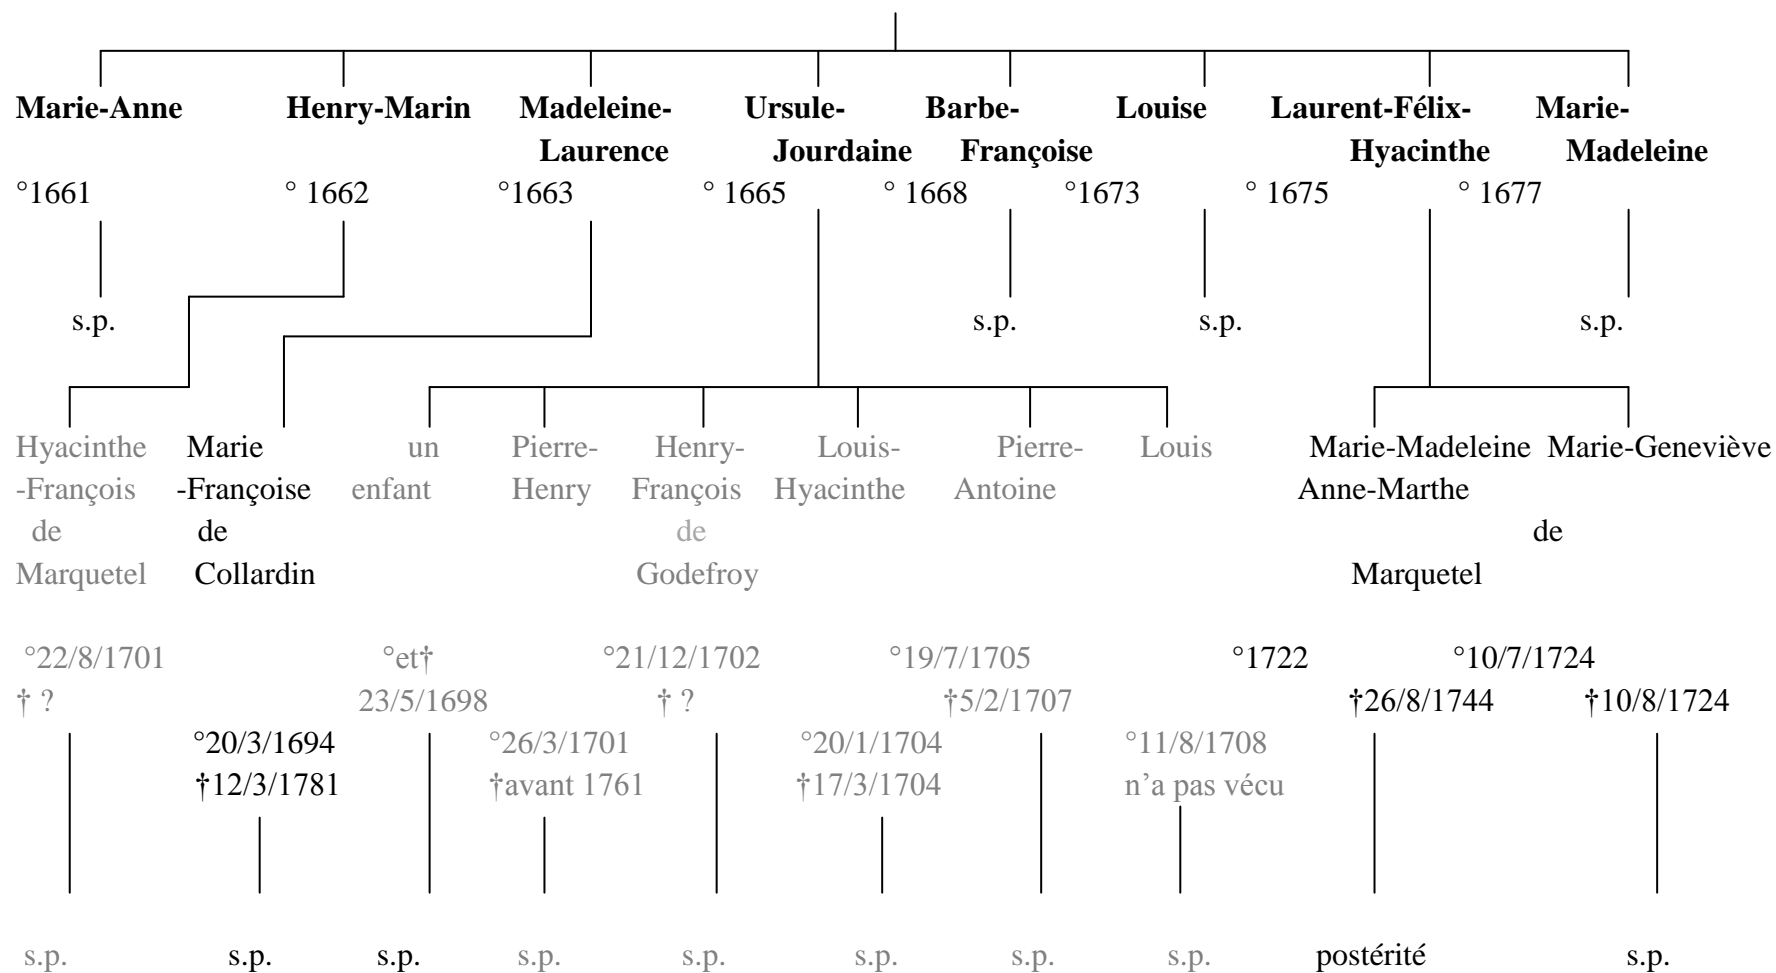 Marie-Anne Henry-Marin Madeleine- Ursule- Barbe- Louise Laurent-Félix- Marie-
Laurence Jourdaine Françoise Hyacinthe Madeleine
°1661 ° 1662 °1663 ° 1665 ° 1668 °1673 ° 1675 ° 1677
s.p. s.p. s.p. s.p.
Hyacinthe Marie un Pierre- Henry- Louis- Pierre- Louis Marie-Madeleine Marie-Geneviève
-François -Françoise enfant Henry François Hyacinthe Antoine Anne-Marthe
de de de de
Marquetel Collardin Godefroy Marquetel
°22/8/1701 °et† °21/12/1702 °19/7/1705 °1722 °10/7/1724
† ? 23/5/1698 † ? †5/2/1707 †26/8/1744 †10/8/1724
°20/3/1694 °26/3/1701 °20/1/1704 °11/8/1708
†12/3/1781 †avant 1761 †17/3/1704 n'a pas vécu
s.p. s.p. s.p. s.p. s.p. s.p. s.p. s.p. postérité s.p.